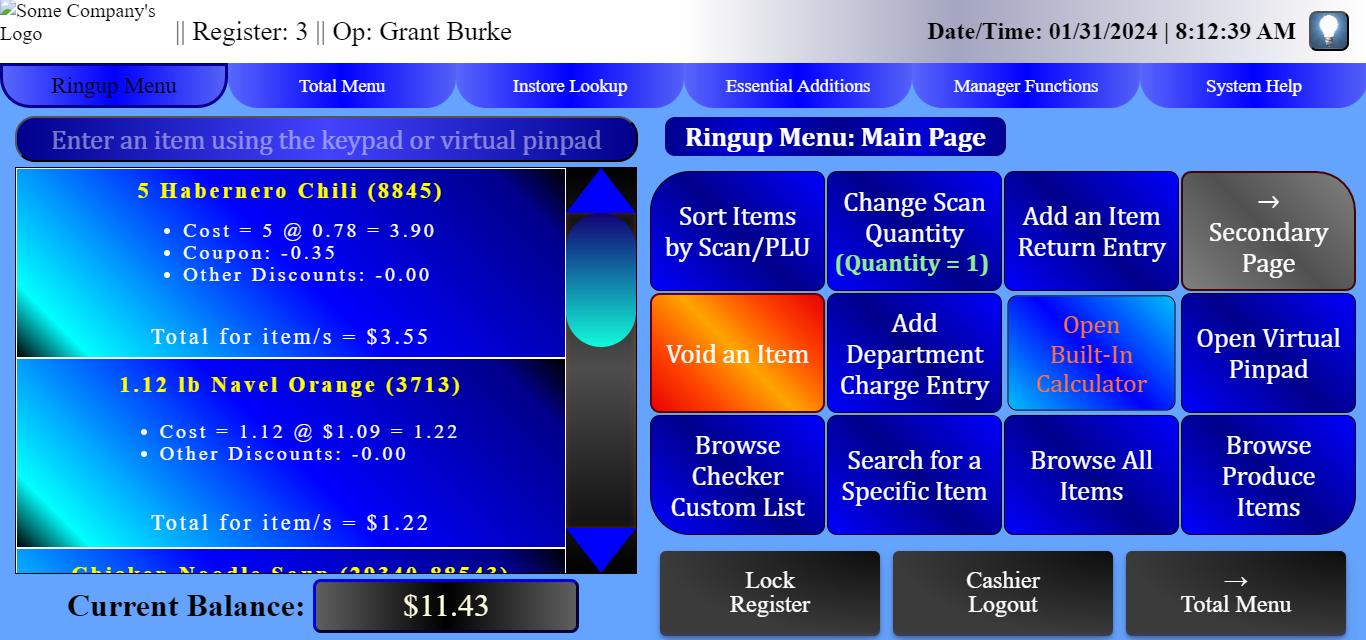 Some Company's
Logo
|| Register: 3 || Op: Grant Burke
Date/Time: 01/31/2024 | 8:12:39 AM
Ringup Menu
Total Menu
Instore Lookup
Essential Additions
Manager Functions
System Help
Enter an item using the keypad or virtual pinpad
5 Habernero Chili (8845)
• Cost = 5 @ 0.78 = 3.90
• Coupon: -0.35
• Other Discounts: -0.00
Total for item/s = $3.55
1.12 lb Navel Orange (3713)
• Cost = 1.12 @ $1.09 = 1.22
• Other Discounts: -0.00
Total for item/s = $1.22
Chicken Noodle Soup (29340-88543)
Current Balance:
$11.43
Ringup Menu: Main Page
Sort Items
by Scan/PLU
Change Scan
Quantity
(Quantity = 1)
Add an Item
Return Entry
→
Secondary
Page
Void an Item
Add
Department
Charge Entry
Open
Built-In
Calculator
Open Virtual
Pinpad
Browse
Checker
Custom List
Search for a
Specific Item
Browse All
Items
Browse
Produce
Items
Lock
Register
Cashier
Logout
→
Total Menu